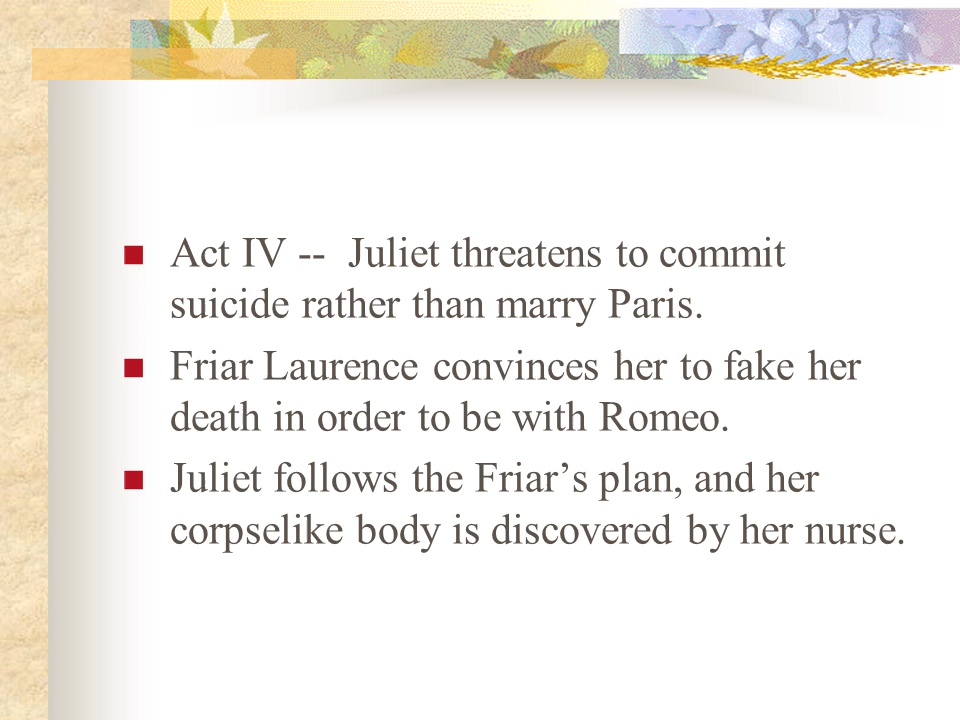 Act IV --  Juliet threatens to commit
suicide rather than marry Paris.
Friar Laurence convinces her to fake her
death in order to be with Romeo.
Juliet follows the Friar’s plan, and her
corpselike body is discovered by her nurse.